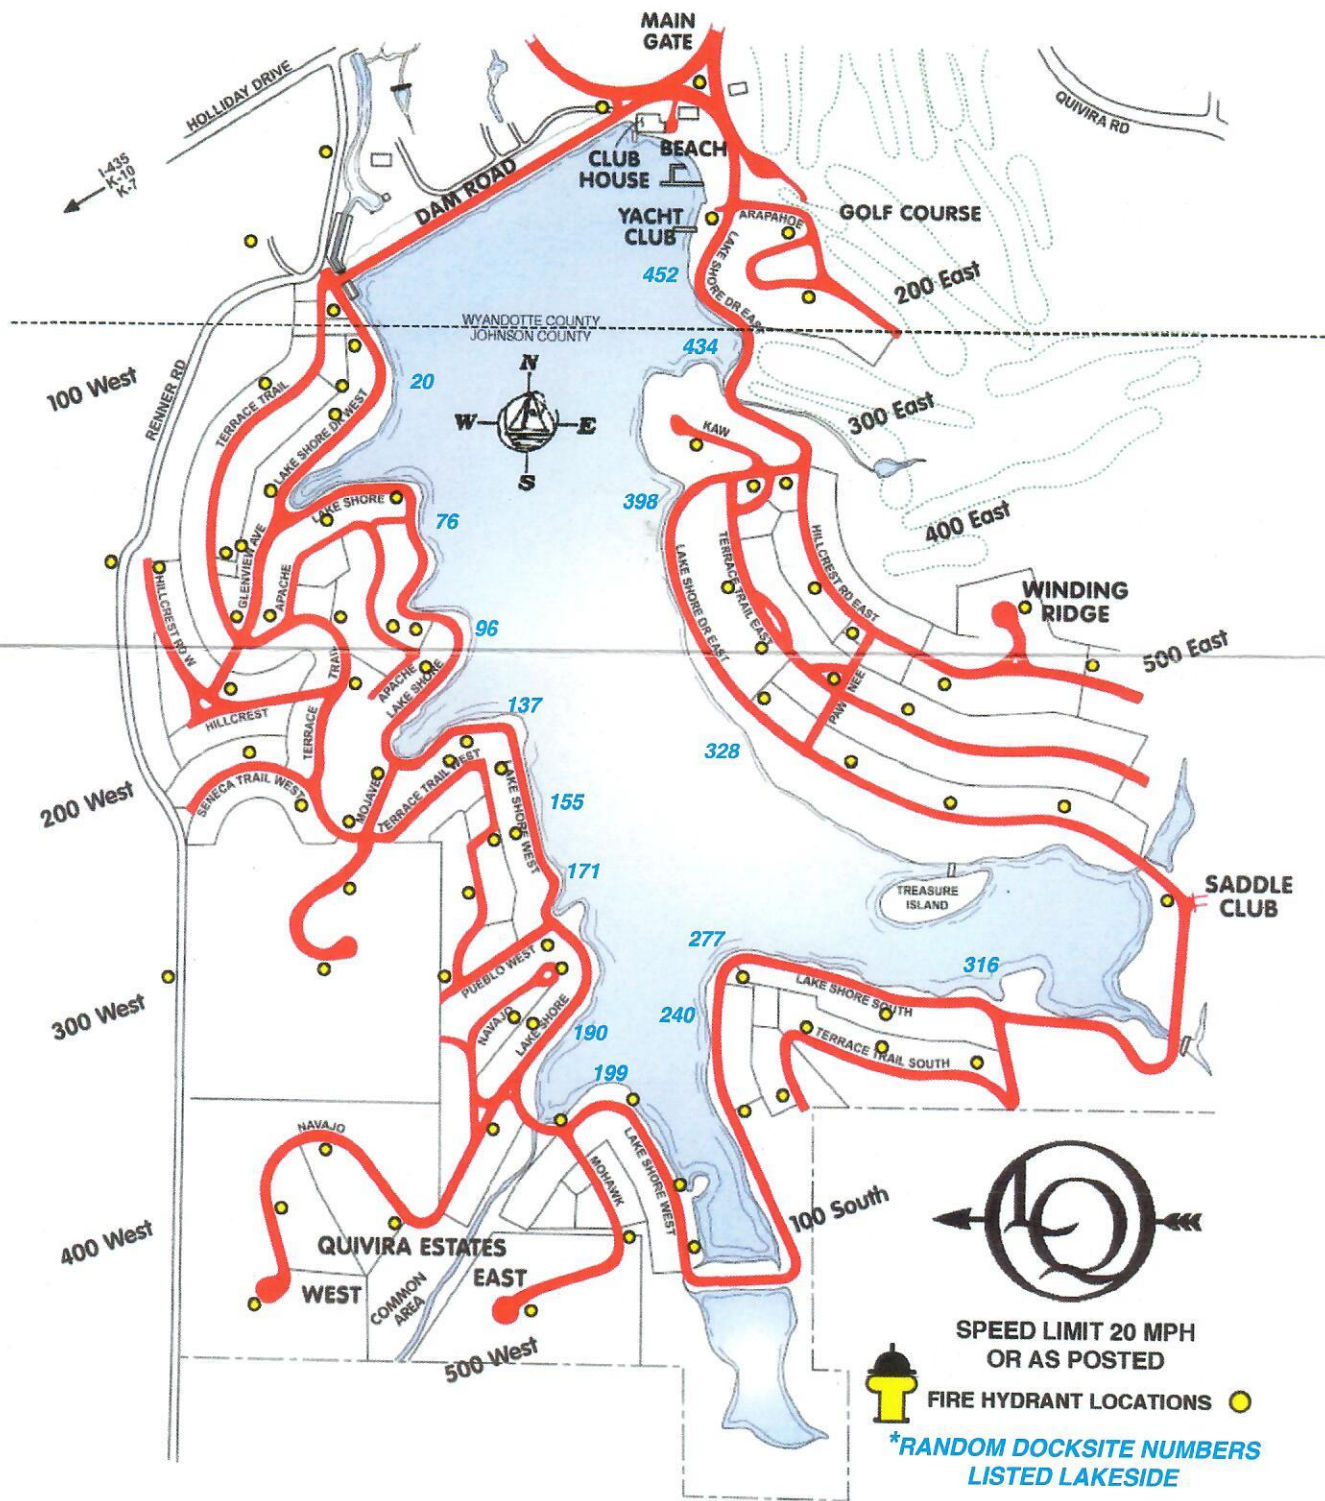 MAIN
GATE
HOLLIDAY DRIVE
QUIVIRA RD
I-435
K-10
K-7
DAM ROAD
CLUB
HOUSE
BEACH
YACHT
CLUB
ARAPAHOE
GOLF COURSE
LAKE SHORE DR EAST
452
200 East
WYANDOTTE COUNTY
JOHNSON COUNTY
434
N
W
E
S
20
100 West
RENNER RD
TERRACE TRAIL
LAKE SHORE DR WEST
300 East
KAW
398
LAKE SHORE
76
400 East
GLENVIEW AVE
APACHE
HILLCREST RD W
LAKE SHORE DR EAST
TERRACE TRAIL EAST
HILLCREST RD EAST
WINDING
RIDGE
500 East
96
TRAIL
APACHE
LAKE SHORE
PAWNEE
HILLCREST
TERRACE
137
328
200 West
SENECA TRAIL WEST
MOJAVE
TERRACE TRAIL WEST
LAKE SHORE WEST
155
171
TREASURE
ISLAND
SADDLE
CLUB
277
316
PUEBLO WEST
LAKE SHORE SOUTH
300 West
NAVAJO
LAKE SHORE
190
240
TERRACE TRAIL SOUTH
199
NAVAJO
MOHAWK
LAKE SHORE WEST
100 South
400 West
QUIVIRA ESTATES
WEST
EAST
COMMON
AREA
500 West
LQ
SPEED LIMIT 20 MPH
OR AS POSTED
FIRE HYDRANT LOCATIONS
*RANDOM DOCKSITE NUMBERS
LISTED LAKESIDE